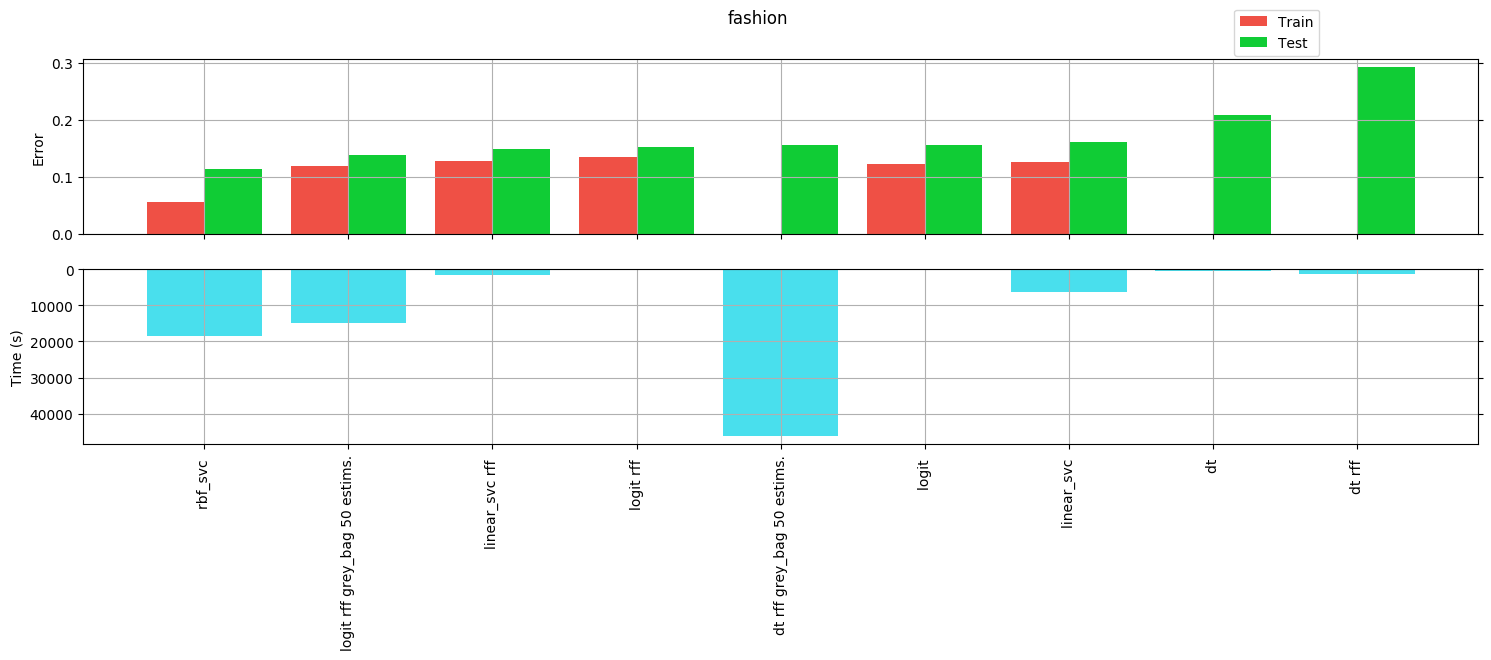 fashion
Train
Test
0.3
0.2
0.1
0.0
Error
0
10000
20000
30000
40000
Time (s)
rbf_svc
logit rff grey_bag 50 estims.
linear_svc rff
logit rff
dt rff grey_bag 50 estims.
logit
linear_svc
dt
dt rff